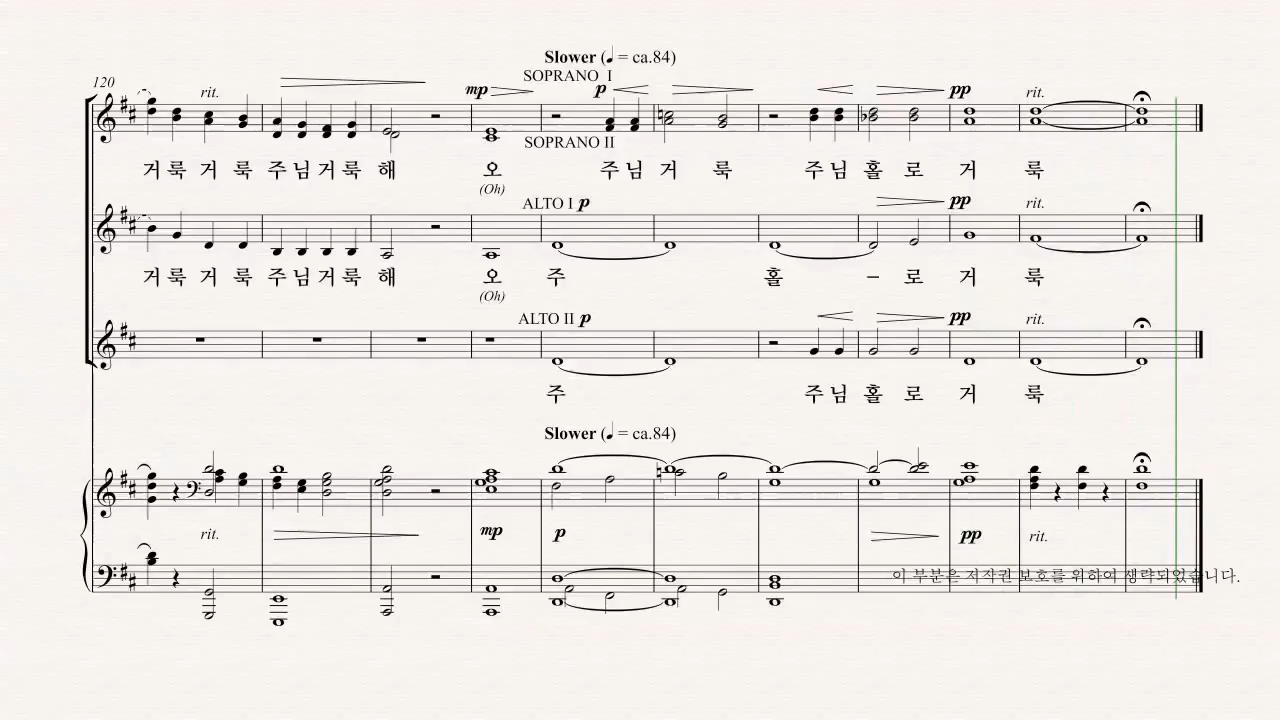 Slower (♩ = ca.84)
SOPRANO I
120 rit. mp p pp rit.
SOPRANO II
거 룩 거 룩 주 님 거 룩 해 오 주 님 거 룩 주 님 홀 로 거 룩
(Oh)
ALTO I p pp rit.
거 룩 거 룩 주 님 거 룩 해 오 주 홀 – 로 거 룩
(Oh)
ALTO II p pp rit.
주 주 님 홀 로 거 룩
Slower (♩ = ca.84)
rit. mp p pp rit.
이 부분은 저작권 보호를 위하여 생략되었습니다.